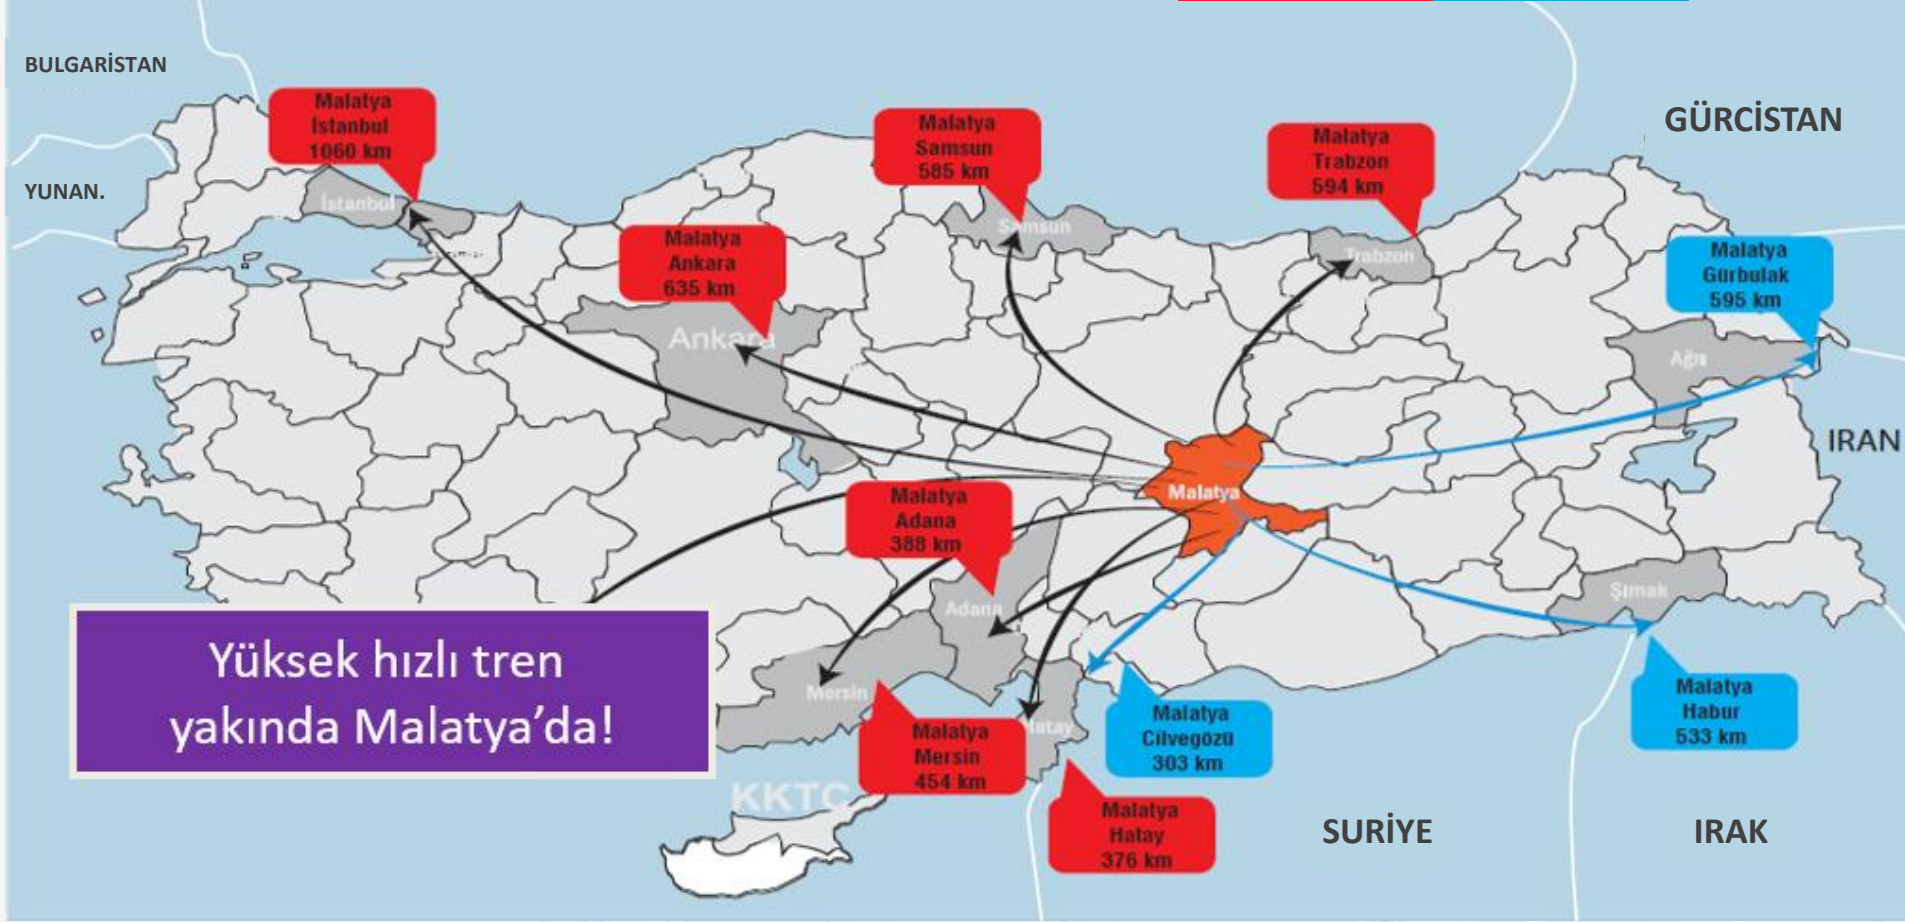 BULGARİSTAN
YUNAN.
GÜRCİSTAN
Malatya
İstanbul
1060 km
İstanbul
Malatya
Samsun
585 km
Samsun
Malatya
Trabzon
594 km
Trabzon
Malatya
Ankara
635 km
Ankara
Malatya
Gürbulak
595 km
Ağrı
IRAN
Malatya
Malatya
Adana
388 km
Adana
Şırnak
Yüksek hızlı tren
yakında Malatya’da!
Mersin
Malatya
Mersin
454 km
Hatay
Malatya
Cilvegözü
303 km
Malatya
Habur
533 km
KKTC
Malatya
Hatay
376 km
SURİYE
IRAK